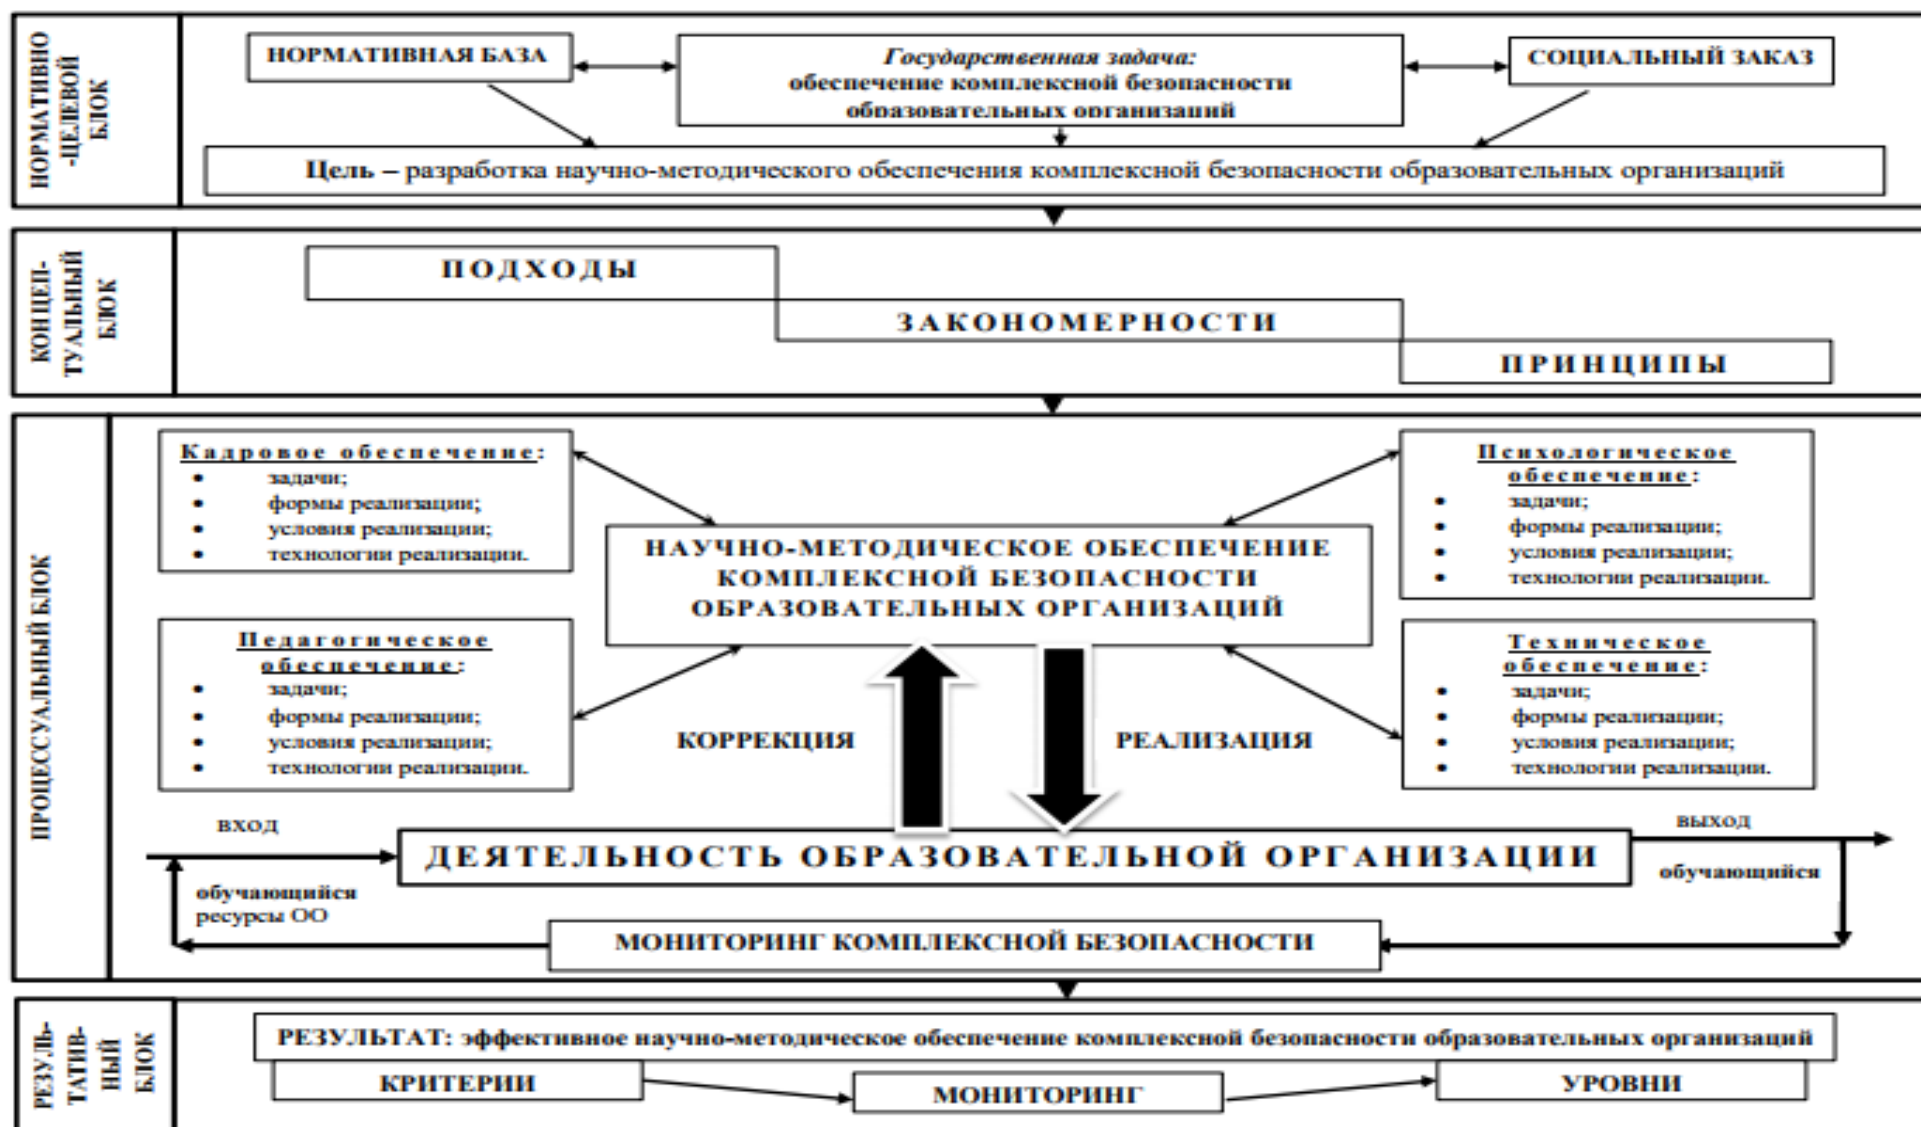 НОРМАТИВНО
-ЦЕЛЕВОЙ
БЛОК
НОРМАТИВНАЯ БАЗА
Государственная задача:
обеспечение комплексной безопасности
образовательных организаций
СОЦИАЛЬНЫЙ ЗАКАЗ
Цель – разработка научно-методического обеспечения комплексной безопасности образовательных организаций
КОНЦЕП-
ТУАЛЬНЫЙ
БЛОК
ПОДХОДЫ
ЗАКОНОМЕРНОСТИ
ПРИНЦИПЫ
ПРОЦЕССУАЛЬНЫЙ БЛОК
Кадровое обеспечение:
• задачи;
• формы реализации;
• условия реализации;
• технологии реализации.
Психологическое
обеспечение:
• задачи;
• формы реализации;
• условия реализации;
• технологии реализации.
НАУЧНО-МЕТОДИЧЕСКОЕ ОБЕСПЕЧЕНИЕ
КОМПЛЕКСНОЙ БЕЗОПАСНОСТИ
ОБРАЗОВАТЕЛЬНЫХ ОРГАНИЗАЦИЙ
Педагогическое
обеспечение:
• задачи;
• формы реализации;
• условия реализации;
• технологии реализации.
Техническое
обеспечение:
• задачи;
• формы реализации;
• условия реализации;
• технологии реализации.
КОРРЕКЦИЯ
РЕАЛИЗАЦИЯ
ВХОД
ВЫХОД
ДЕЯТЕЛЬНОСТЬ ОБРАЗОВАТЕЛЬНОЙ ОРГАНИЗАЦИИ
обучающийся
ресурсы ОО
обучающийся
МОНИТОРИНГ КОМПЛЕКСНОЙ БЕЗОПАСНОСТИ
РЕЗУЛЬ-
ТАТИВ-
НЫЙ
БЛОК
РЕЗУЛЬТАТ: эффективное научно-методическое обеспечение комплексной безопасности образовательных организаций
КРИТЕРИИ
МОНИТОРИНГ
УРОВНИ